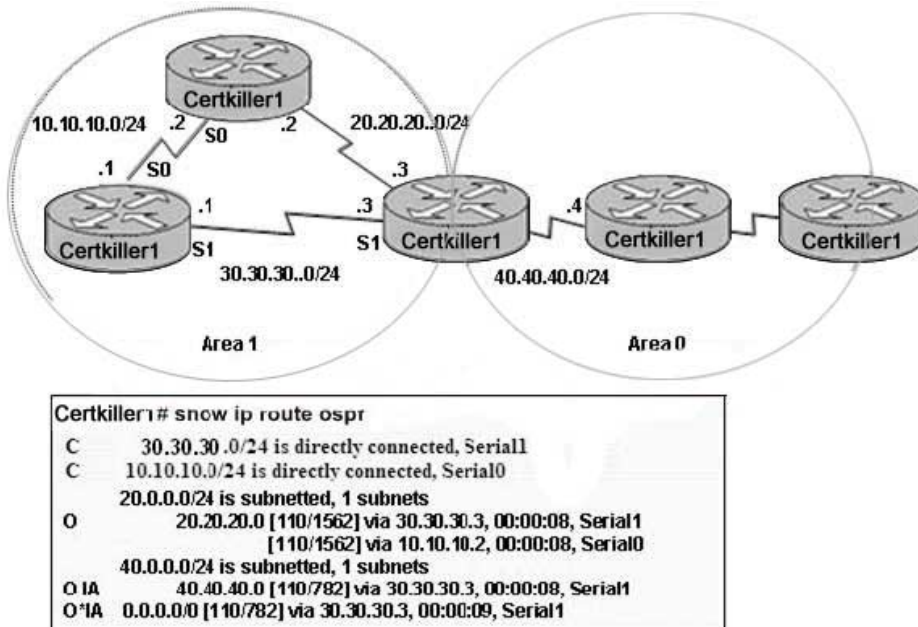 Certkiller1
10.10.10.0/24
.2
S0
.2
20.20.20..0/24
.1
S0
.3
Certkiller1
.1
S1
30.30.30..0/24
.3
S1
Certkiller1
.4
40.40.40.0/24
Certkiller1
Certkiller1
Area 1
Area 0
Certkiller1# snow ip route ospr
C 30.30.30.0/24 is directly connected, Serial1
C 10.10.10.0/24 is directly connected, Serial0
20.0.0.0/24 is subnetted, 1 subnets
O 20.20.20.0 [110/1562] via 30.30.30.3, 00:00:08, Serial1
[110/1562] via 10.10.10.2, 00:00:08, Serial0
40.0.0.0/24 is subnetted, 1 subnets
O IA 40.40.40.0 [110/782] via 30.30.30.3, 00:00:08, Serial1
O*IA 0.0.0.0/0 [110/782] via 30.30.30.3, 00:00:09, Serial1